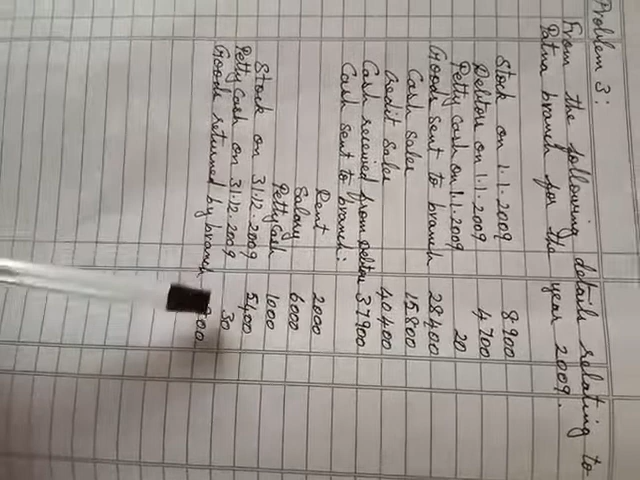 Problem 3:
From the following details relating to
Patna branch for the year 2009.
Stock on 1.1.2009 8900
Debtors on 1.1.2009 4700
Petty cash on 1.1.2009 20
Goods sent to branch 28400
Cash Sales 15800
Credit Sales 40400
Cash received from Debtors 37900
Cash sent to branch:
Rent 2000
Salary 6000
Petty Cash 1000
Stock on 31.12.2009 5400
Petty Cash on 31.12.2009 30
Goods returned by branch